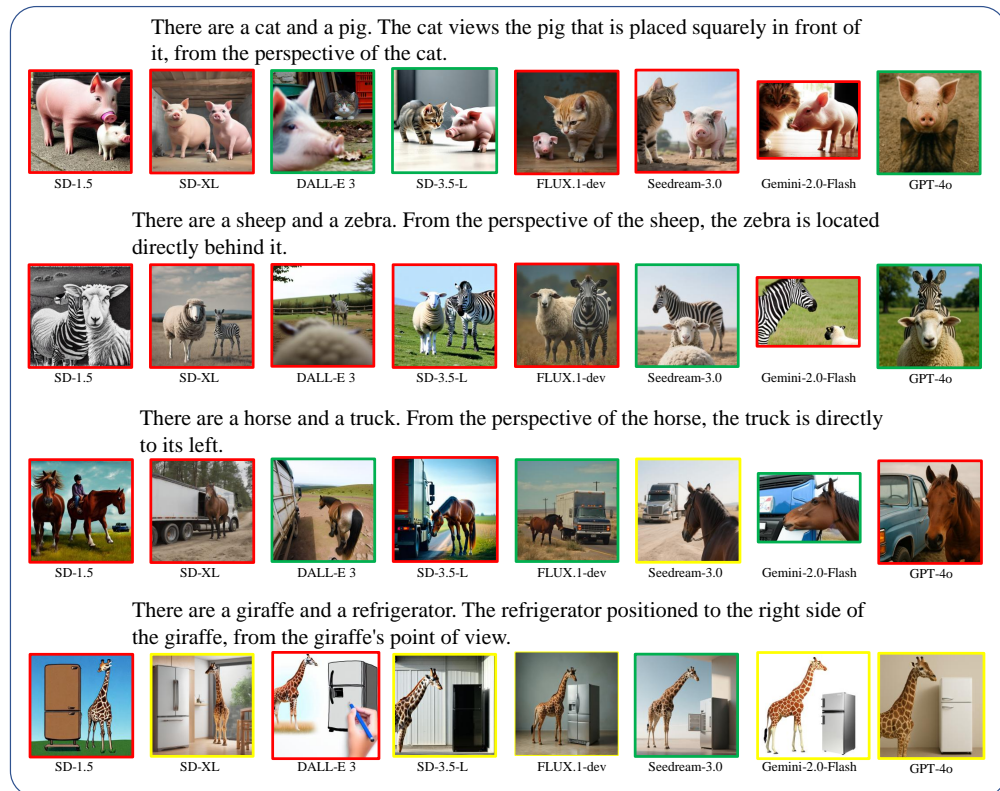 There are a cat and a pig. The cat views the pig that is placed squarely in front of
it, from the perspective of the cat.
SD-1.5 SD-XL DALL-E 3 SD-3.5-L FLUX.1-dev Seedream-3.0 Gemini-2.0-Flash GPT-4o
There are a sheep and a zebra. From the perspective of the sheep, the zebra is located
directly behind it.
SD-1.5 SD-XL DALL-E 3 SD-3.5-L FLUX.1-dev Seedream-3.0 Gemini-2.0-Flash GPT-4o
There are a horse and a truck. From the perspective of the horse, the truck is directly
to its left.
SD-1.5 SD-XL DALL-E 3 SD-3.5-L FLUX.1-dev Seedream-3.0 Gemini-2.0-Flash GPT-4o
There are a giraffe and a refrigerator. The refrigerator positioned to the right side of
the giraffe, from the giraffe's point of view.
SD-1.5 SD-XL DALL-E 3 SD-3.5-L FLUX.1-dev Seedream-3.0 Gemini-2.0-Flash GPT-4o